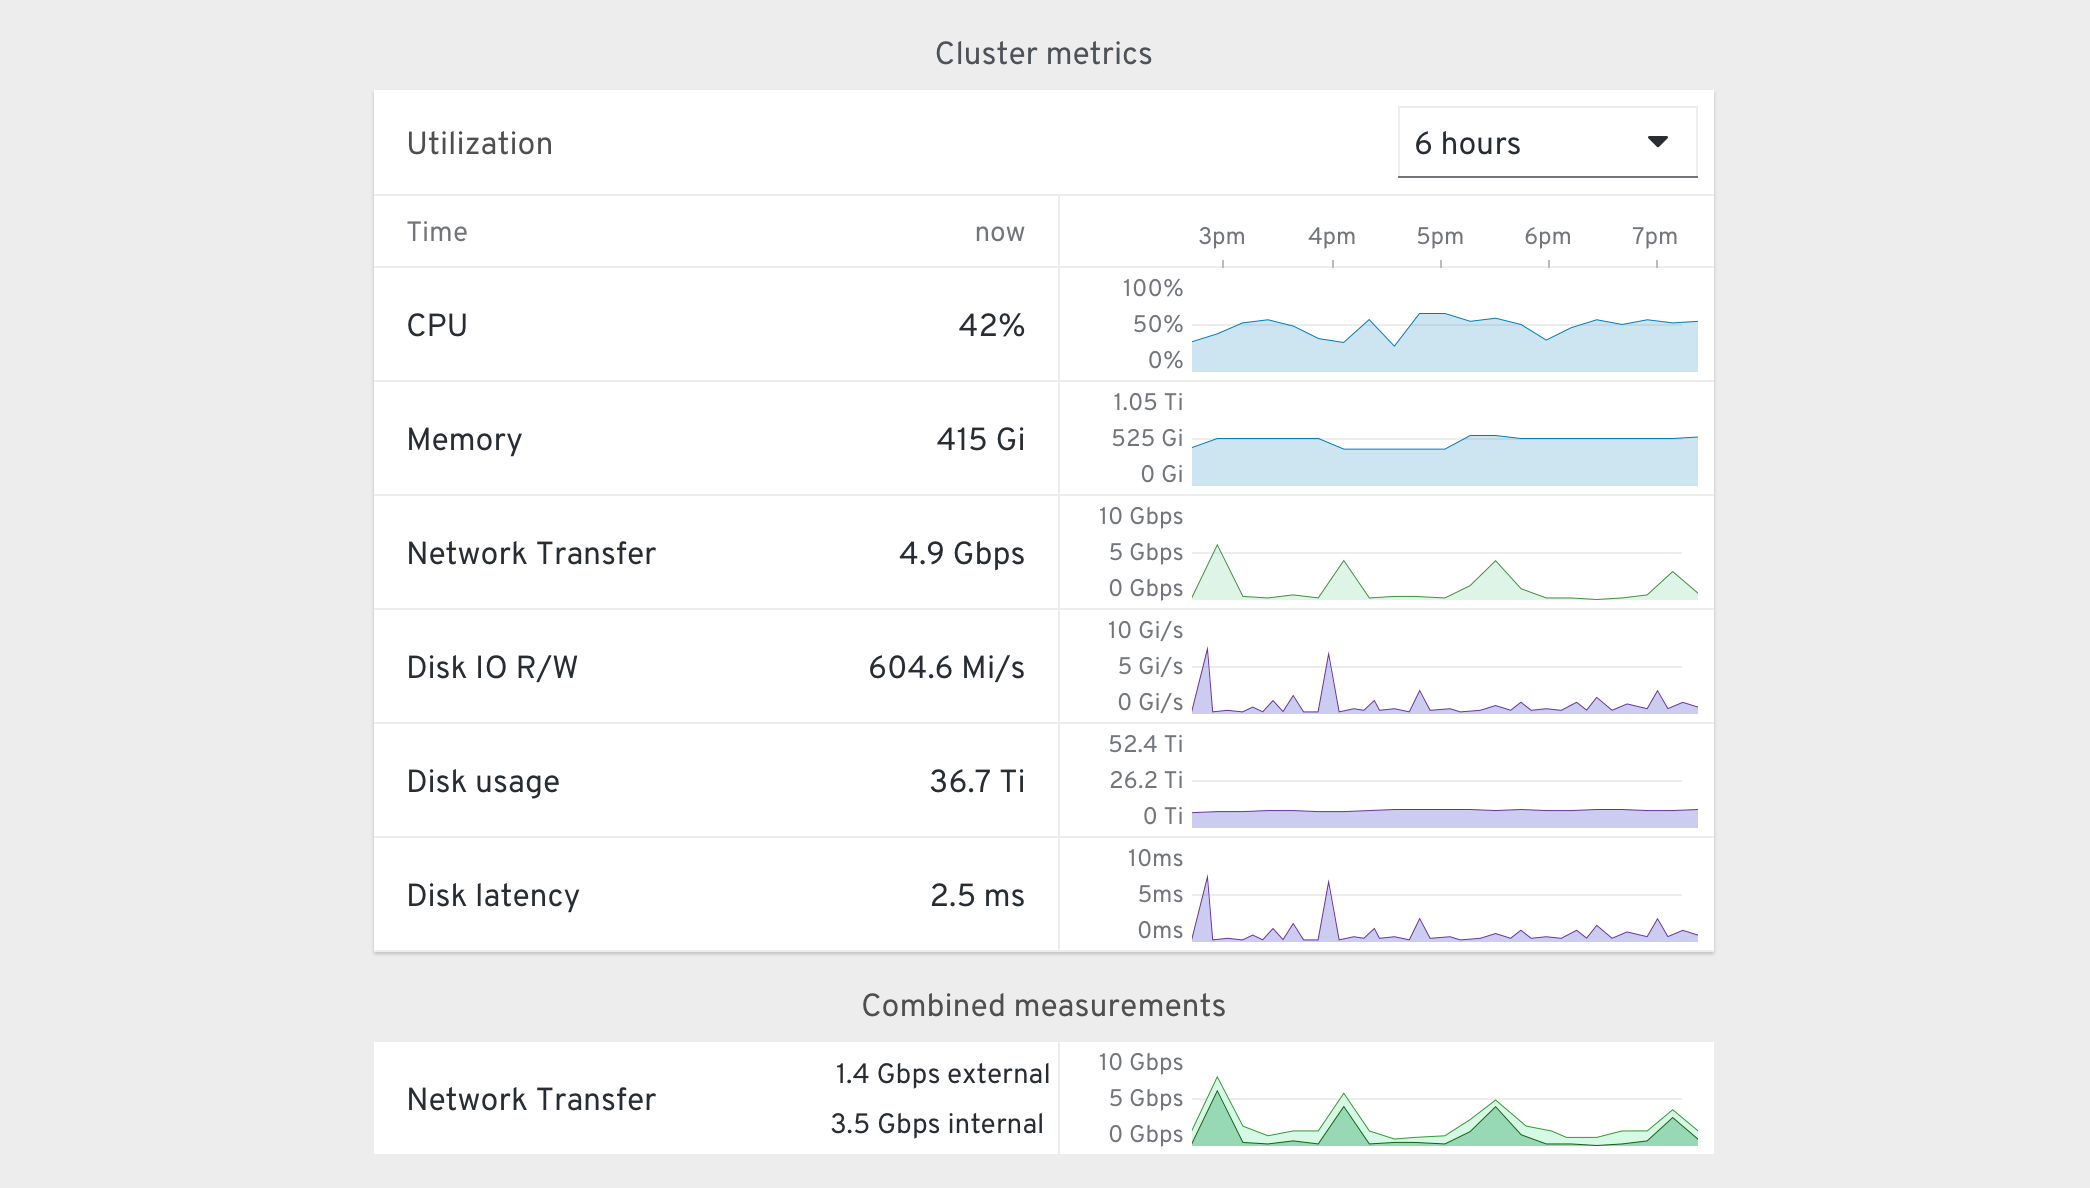 Cluster metrics
Utilization
6 hours
Time now
3pm 4pm 5pm 6pm 7pm
CPU 42%
100%
50%
0%
Memory 415 Gi
1.05 Ti
525 Gi
0 Gi
Network Transfer 4.9 Gbps
10 Gbps
5 Gbps
0 Gbps
Disk IO R/W 604.6 Mi/s
10 Gi/s
5 Gi/s
0 Gi/s
Disk usage 36.7 Ti
52.4 Ti
26.2 Ti
0 Ti
Disk latency 2.5 ms
10ms
5ms
0ms
Combined measurements
Network Transfer
1.4 Gbps external
3.5 Gbps internal
10 Gbps
5 Gbps
0 Gbps